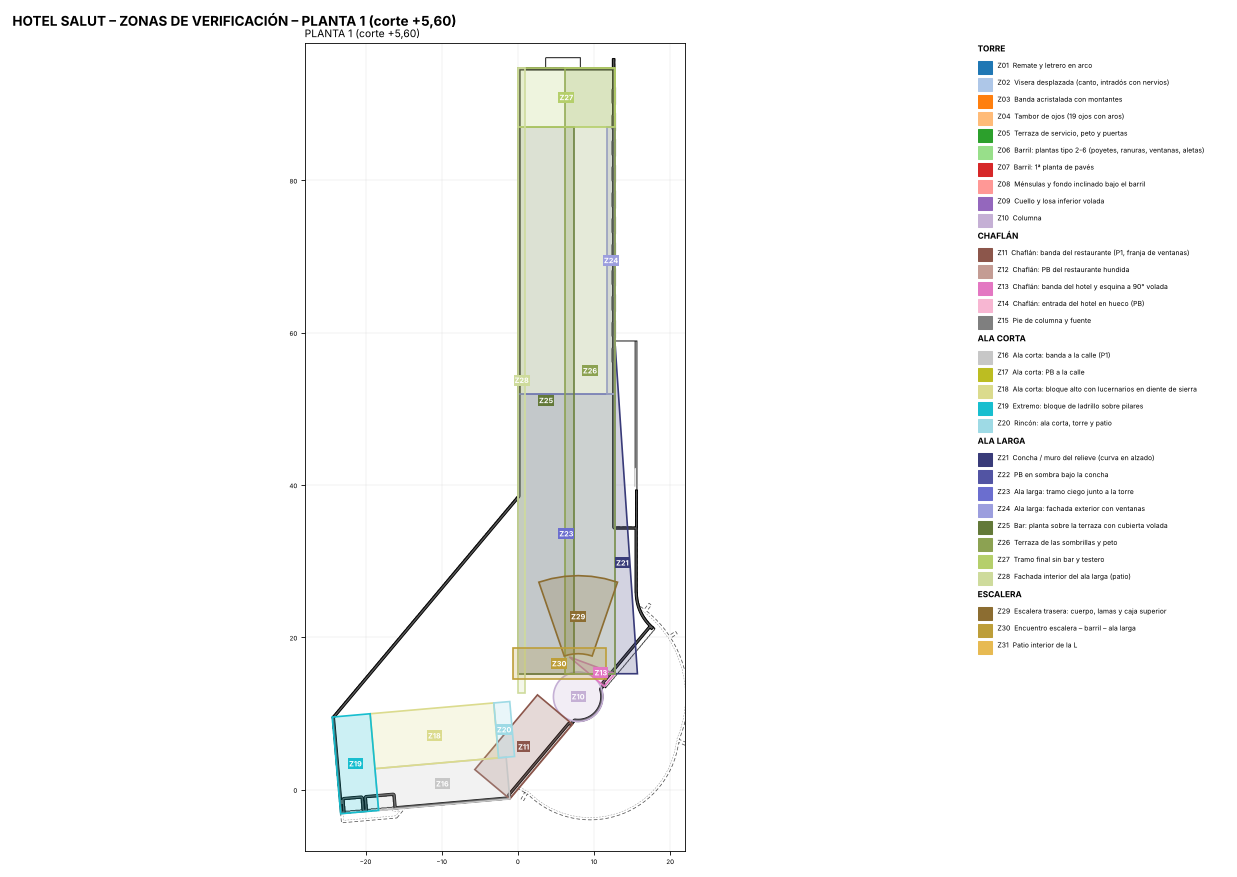 HOTEL SALUT – ZONAS DE VERIFICACIÓN – PLANTA 1 (corte +5,60)
PLANTA 1 (corte +5,60)
Z27
80
Z24
60
Z26
Z28
Z25
40
Z23
Z21
Z29
20
Z30
Z13
Z10
Z20
Z18
Z11
Z19
Z16
0
−20
−10
0
10
20
TORRE
Z01 Remate y letrero en arco
Z02 Visera desplazada (canto, intradós con nervios)
Z03 Banda acristalada con montantes
Z04 Tambor de ojos (19 ojos con aros)
Z05 Terraza de servicio, peto y puertas
Z06 Barril: plantas tipo 2-6 (poyetes, ranuras, ventanas, aletas)
Z07 Barril: 1ª planta de pavés
Z08 Ménsulas y fondo inclinado bajo el barril
Z09 Cuello y losa inferior volada
Z10 Columna
CHAFLÁN
Z11 Chaflán: banda del restaurante (P1, franja de ventanas)
Z12 Chaflán: PB del restaurante hundida
Z13 Chaflán: banda del hotel y esquina a 90° volada
Z14 Chaflán: entrada del hotel en hueco (PB)
Z15 Pie de columna y fuente
ALA CORTA
Z16 Ala corta: banda a la calle (P1)
Z17 Ala corta: PB a la calle
Z18 Ala corta: bloque alto con lucernarios en diente de sierra
Z19 Extremo: bloque de ladrillo sobre pilares
Z20 Rincón: ala corta, torre y patio
ALA LARGA
Z21 Concha / muro del relieve (curva en alzado)
Z22 PB en sombra bajo la concha
Z23 Ala larga: tramo ciego junto a la torre
Z24 Ala larga: fachada exterior con ventanas
Z25 Bar: planta sobre la terraza con cubierta volada
Z26 Terraza de las sombrillas y peto
Z27 Tramo final sin bar y testero
Z28 Fachada interior del ala larga (patio)
ESCALERA
Z29 Escalera trasera: cuerpo, lamas y caja superior
Z30 Encuentro escalera – barril – ala larga
Z31 Patio interior de la L